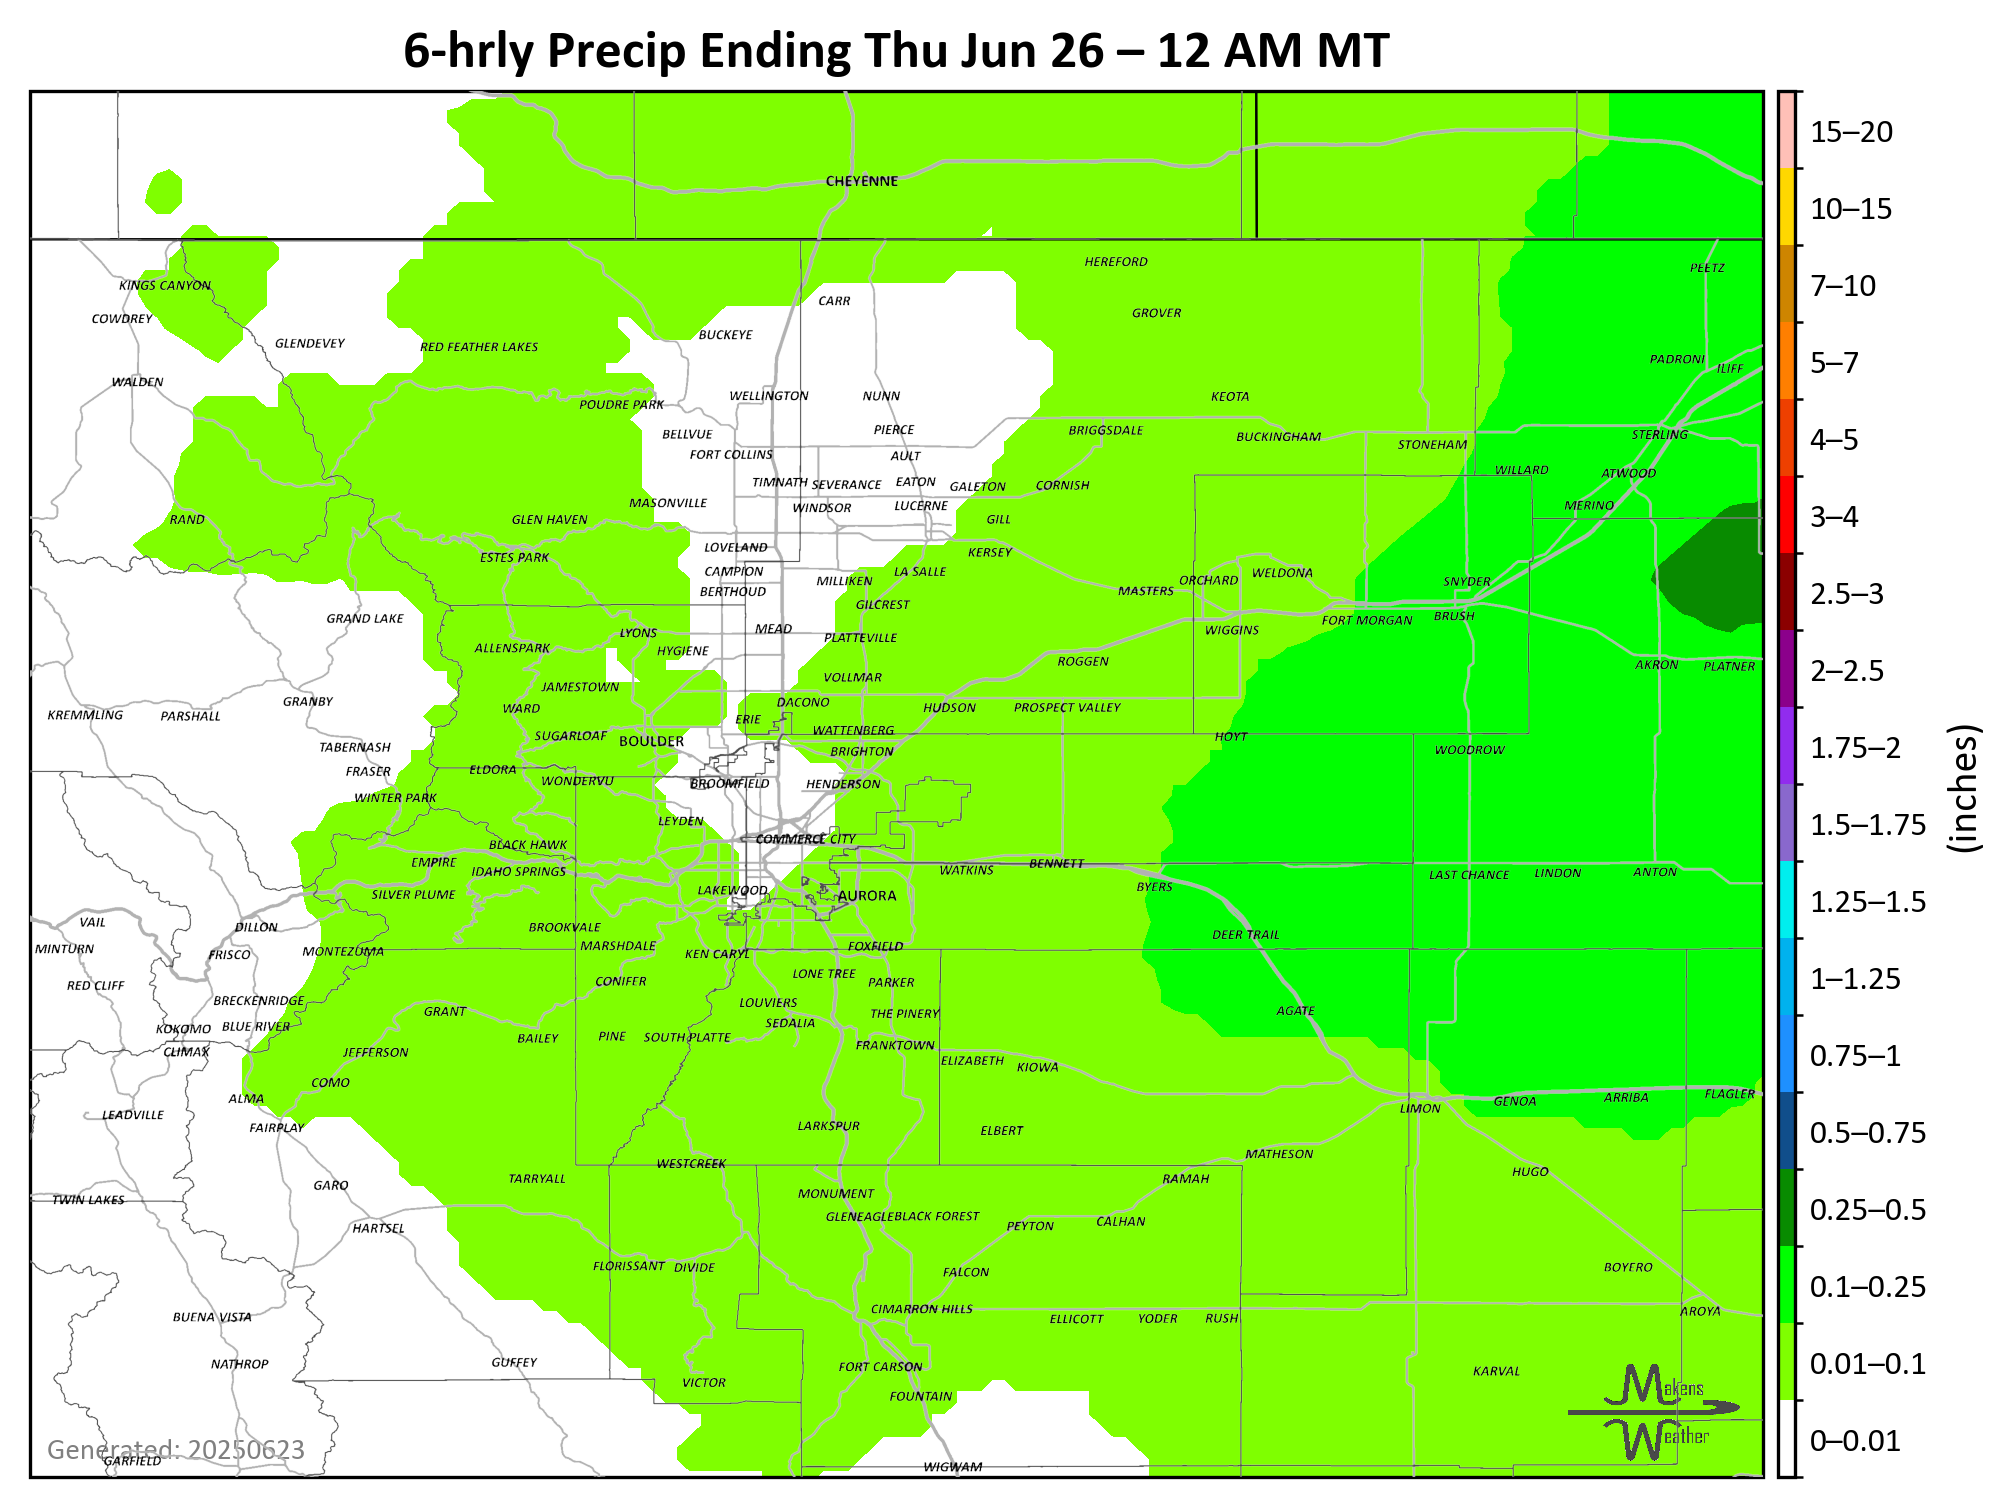 6-hrly Precip Ending Thu Jun 26 – 12 AM MT
CHEYENNE
HEREFORD
PEETZ
KINGS CANYON
CARR
GROVER
COWDREY
BUCKEYE
GLENDEVEY
RED FEATHER LAKES
PADRONI
ILIFF
WALDEN
WELLINGTON
NUNN
KEOTA
POUDRE PARK
PIERCE
BRIGGSDALE
BELLVUE
BUCKINGHAM
STERLING
STONEHAM
FORT COLLINS
AULT
WILLARD
ATWOOD
TIMNATH
SEVERANCE
EATON
GALETON
CORNISH
MASONVILLE
WINDSOR
LUCERNE
MERINO
RAND
GLEN HAVEN
GILL
LOVELAND
KERSEY
ESTES PARK
CAMPION
LA SALLE
WELDONA
MILLIKEN
ORCHARD
SNYDER
BERTHOUD
MASTERS
GILCREST
GRAND LAKE
BRUSH
FORT MORGAN
MEAD
LYONS
WIGGINS
PLATTEVILLE
ALLENSPARK
HYGIENE
ROGGEN
AKRON
PLATNER
VOLLMAR
JAMESTOWN
GRANBY
DACONO
WARD
HUDSON
PROSPECT VALLEY
KREMMLING
PARSHALL
ERIE
WATTENBERG
SUGARLOAF
HOYT
BOULDER
TABERNASH
BRIGHTON
WOODROW
FRASER
ELDORA
WONDERVU
BROOMFIELD
HENDERSON
WINTER PARK
LEYDEN
COMMERCE CITY
BLACK HAWK
EMPIRE
BENNETT
IDAHO SPRINGS
WATKINS
LAST CHANCE
LINDON
ANTON
BYERS
LAKEWOOD
SILVER PLUME
AURORA
VAIL
DILLON
BROOKVALE
DEER TRAIL
MINTURN
FRISCO
MONTEZUMA
MARSHDALE
KEN CARYL
FOXFIELD
LONE TREE
RED CLIFF
CONIFER
PARKER
BRECKENRIDGE
LOUVIERS
GRANT
AGATE
THE PINERY
KOKOMO
BLUE RIVER
SEDALIA
BAILEY
PINE
SOUTH PLATTE
CLIMAX
JEFFERSON
FRANKTOWN
ELIZABETH
KIOWA
COMO
ALMA
FLAGLER
GENOA
ARRIBA
LIMON
LEADVILLE
FAIRPLAY
LARKSPUR
ELBERT
MATHESON
WESTCREEK
HUGO
TARRYALL
RAMAH
GARO
MONUMENT
TWIN LAKES
GLENEAGLE
BLACK FOREST
CALHAN
HARTSEL
PEYTON
FLORISSANT
DIVIDE
BOYERO
FALCON
CIMARRON HILLS
AROYA
BUENA VISTA
ELLICOTT
YODER
RUSH
NATHROP
GUFFEY
FORT CARSON
KARVAL
VICTOR
FOUNTAIN
Makens
Weather
Generated: 20250623
GARFIELD
WIGWAM
15–20
10–15
7–10
5–7
4–5
3–4
2.5–3
2–2.5
1.75–2
1.5–1.75
1.25–1.5
1–1.25
0.75–1
0.5–0.75
0.25–0.5
0.1–0.25
0.01–0.1
0–0.01
(inches)